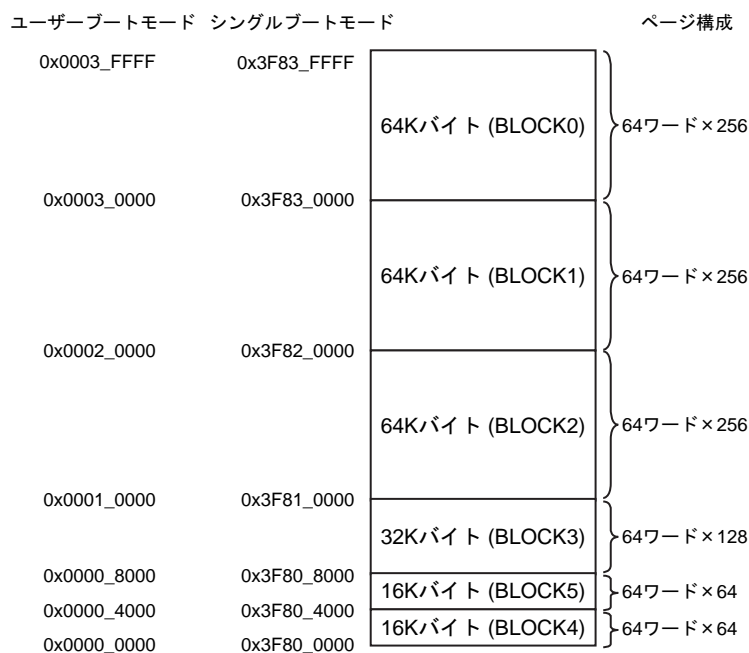 ユーザーブートモード シングルブートモード ページ構成
0x0003_FFFF 0x3F83_FFFF
64Kバイト (BLOCK0) 64ワード×256
0x0003_0000 0x3F83_0000
64Kバイト (BLOCK1) 64ワード×256
0x0002_0000 0x3F82_0000
64Kバイト (BLOCK2) 64ワード×256
0x0001_0000 0x3F81_0000
32Kバイト (BLOCK3) 64ワード×128
0x0000_8000 0x3F80_8000
16Kバイト (BLOCK5) 64ワード×64
0x0000_4000 0x3F80_4000
16Kバイト (BLOCK4) 64ワード×64
0x0000_0000 0x3F80_0000